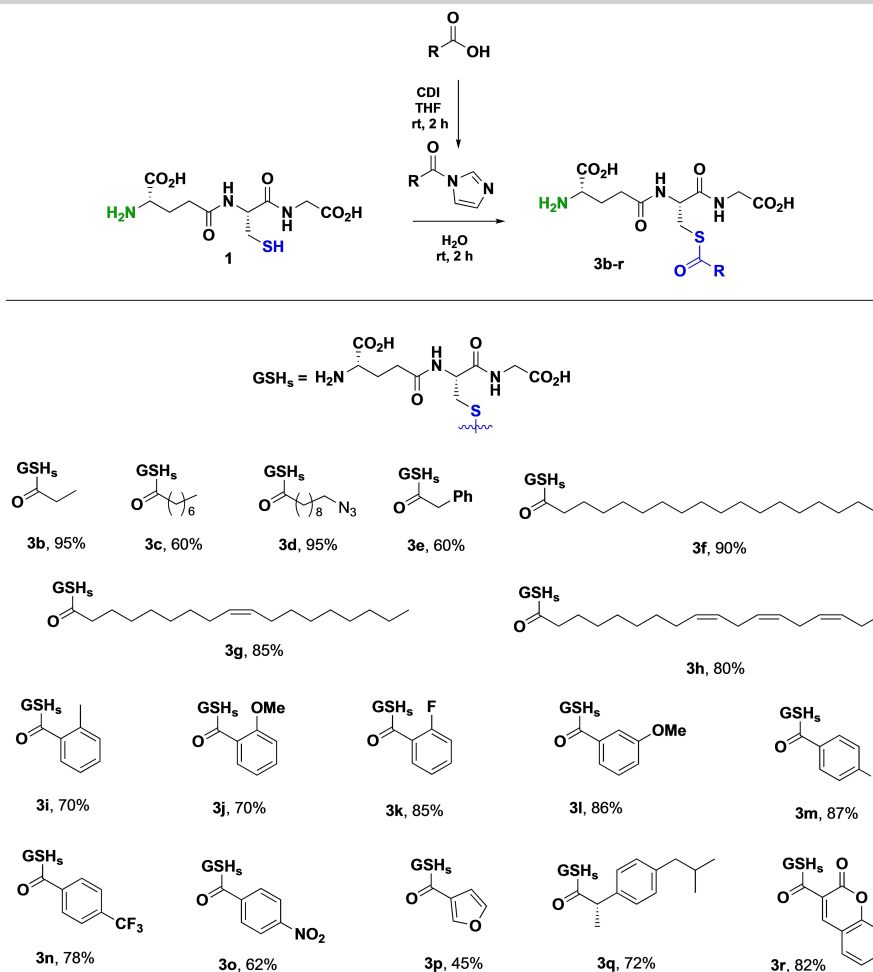 O
R OH
CDI
THF
rt, 2 h
O
R N N
CO₂H
H₂N
O
H
N
O
N
H
CO₂H
SH
1
H₂O
rt, 2 h
CO₂H
H₂N
O
H
N
O
N
H
CO₂H
S
O R
3b-r
GSHₛ =
CO₂H
H₂N
O
H
N
O
N
H
CO₂H
S
GSHₛ GSHₛ GSHₛ GSHₛ GSHₛ
O O 6 O 8 N₃ O Ph O
3b, 95% 3c, 60% 3d, 95% 3e, 60% 3f, 90%
GSHₛ GSHₛ
O O
3g, 85% 3h, 80%
GSHₛ GSHₛ OMe GSHₛ F GSHₛ GSHₛ
O O O O OMe O
3i, 70% 3j, 70% 3k, 85% 3l, 86% 3m, 87%
GSHₛ GSHₛ GSHₛ GSHₛ GSHₛ O
O CF₃ O NO₂ O O O O O
3n, 78% 3o, 62% 3p, 45% 3q, 72% 3r, 82%